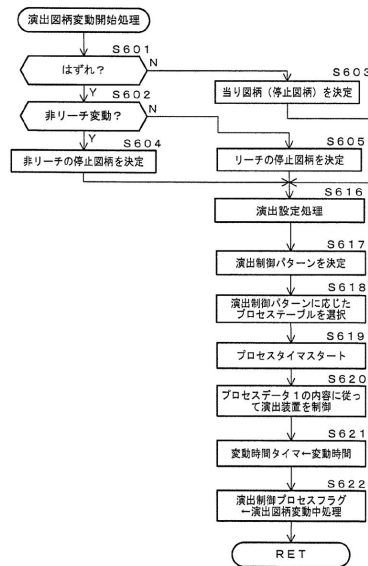 演出図柄変動開始処理
S601
はずれ?
N
S603
当り図柄(停止図柄)を決定
Y
S602
非リーチ変動?
N
Y
S604
非リーチの停止図柄を決定
S605
リーチの停止図柄を決定
S616
演出設定処理
S617
演出制御パターンを決定
S618
演出制御パターンに応じた
プロセステーブルを選択
S619
プロセスタイマスタート
S620
プロセスデータ1の内容に従っ
て演出装置を制御
S621
変動時間タイマ←変動時間
S622
演出制御プロセスフラグ
←演出図柄変動中処理
RET